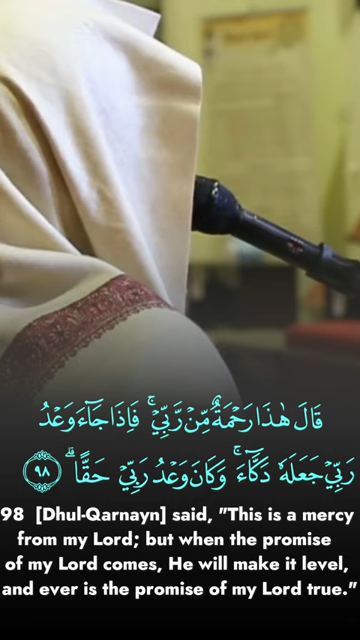 قَالَ هَٰذَا رَحْمَةٌ مِّن رَّبِّي ۖ فَإِذَا جَاءَ وَعْدُ
رَبِّي جَعَلَهُ دَكَّاءَ ۖ وَكَانَ وَعْدُ رَبِّي حَقًّا ۗ ٩٨
98 [Dhul-Qarnayn] said, "This is a mercy
from my Lord; but when the promise
of my Lord comes, He will make it level,
and ever is the promise of my Lord true."